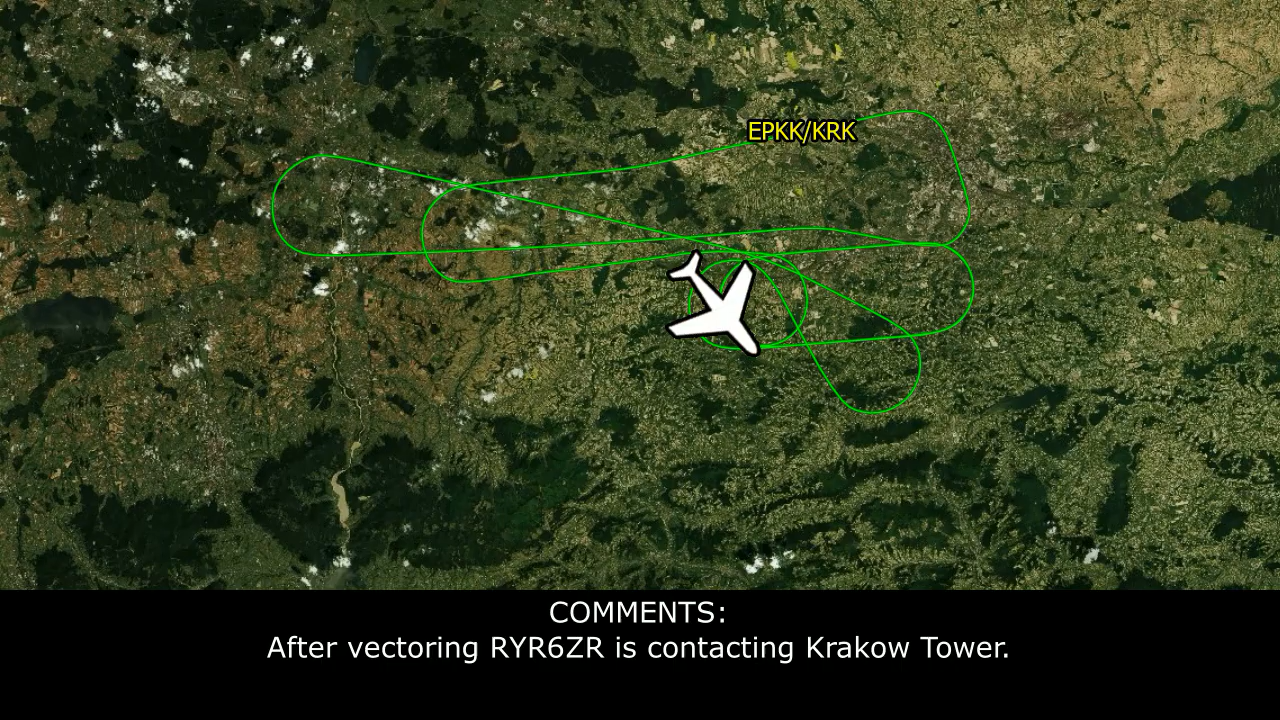 EPKK/KRK
COMMENTS:
After vectoring RYR6ZR is contacting Krakow Tower.